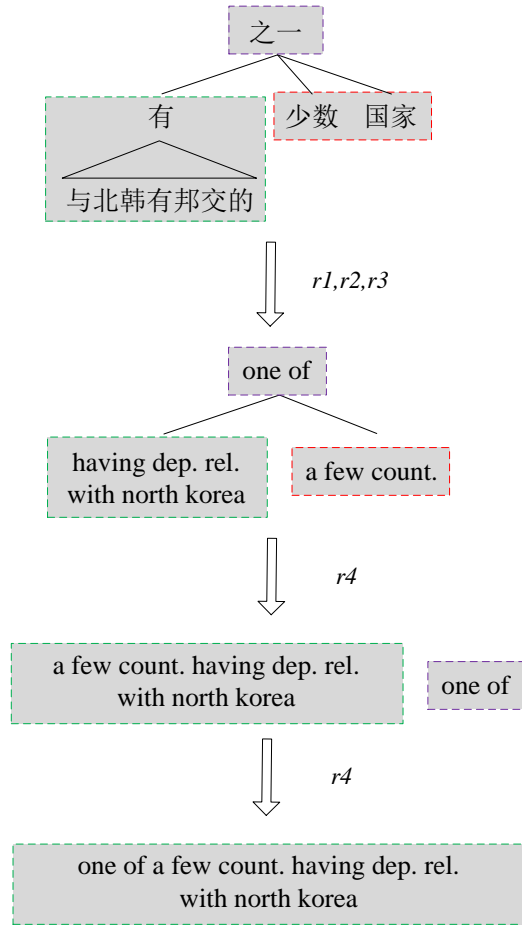 之一
有
少数 国家
与北韩有邦交的
r1,r2,r3
one of
having dep. rel.
with north korea
a few count.
r4
a few count. having dep. rel.
with north korea
one of
r4
one of a few count. having dep. rel.
with north korea